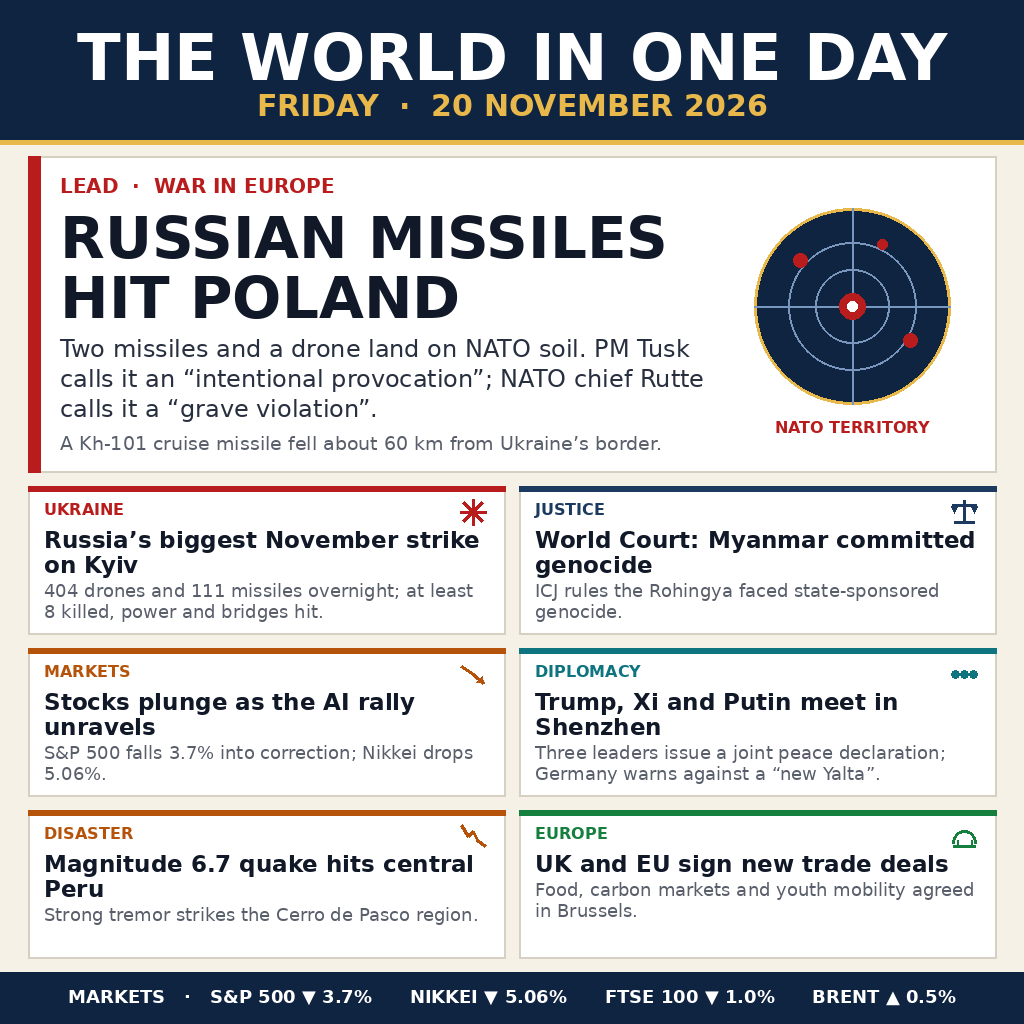 THE WORLD IN ONE DAY
FRIDAY · 20 NOVEMBER 2026
LEAD · WAR IN EUROPE
RUSSIAN MISSILES
HIT POLAND
Two missiles and a drone land on NATO soil. PM Tusk
calls it an “intentional provocation”; NATO chief Rutte
calls it a “grave violation”.
A Kh-101 cruise missile fell about 60 km from Ukraine’s border.
NATO TERRITORY
UKRAINE
Russia’s biggest November strike
on Kyiv
404 drones and 111 missiles overnight; at least
8 killed, power and bridges hit.
JUSTICE
World Court: Myanmar committed
genocide
ICJ rules the Rohingya faced state-sponsored
genocide.
MARKETS
Stocks plunge as the AI rally
unravels
S&P 500 falls 3.7% into correction; Nikkei drops
5.06%.
DIPLOMACY
Trump, Xi and Putin meet in
Shenzhen
Three leaders issue a joint peace declaration;
Germany warns against a “new Yalta”.
DISASTER
Magnitude 6.7 quake hits central
Peru
Strong tremor strikes the Cerro de Pasco region.
EUROPE
UK and EU sign new trade deals
Food, carbon markets and youth mobility agreed
in Brussels.
MARKETS · S&P 500 ▼ 3.7% NIKKEI ▼ 5.06% FTSE 100 ▼ 1.0% BRENT ▲ 0.5%